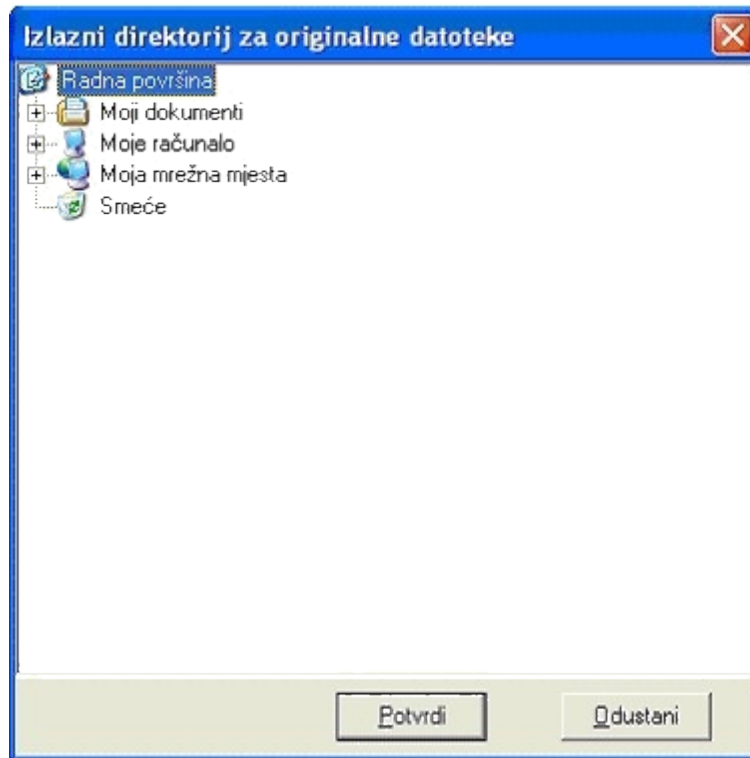 Izlazni direktorij za originalne datoteke
Radna površina
Moji dokumenti
Moje računalo
Moja mrežna mjesta
Smeće
Potvrdi Odustani